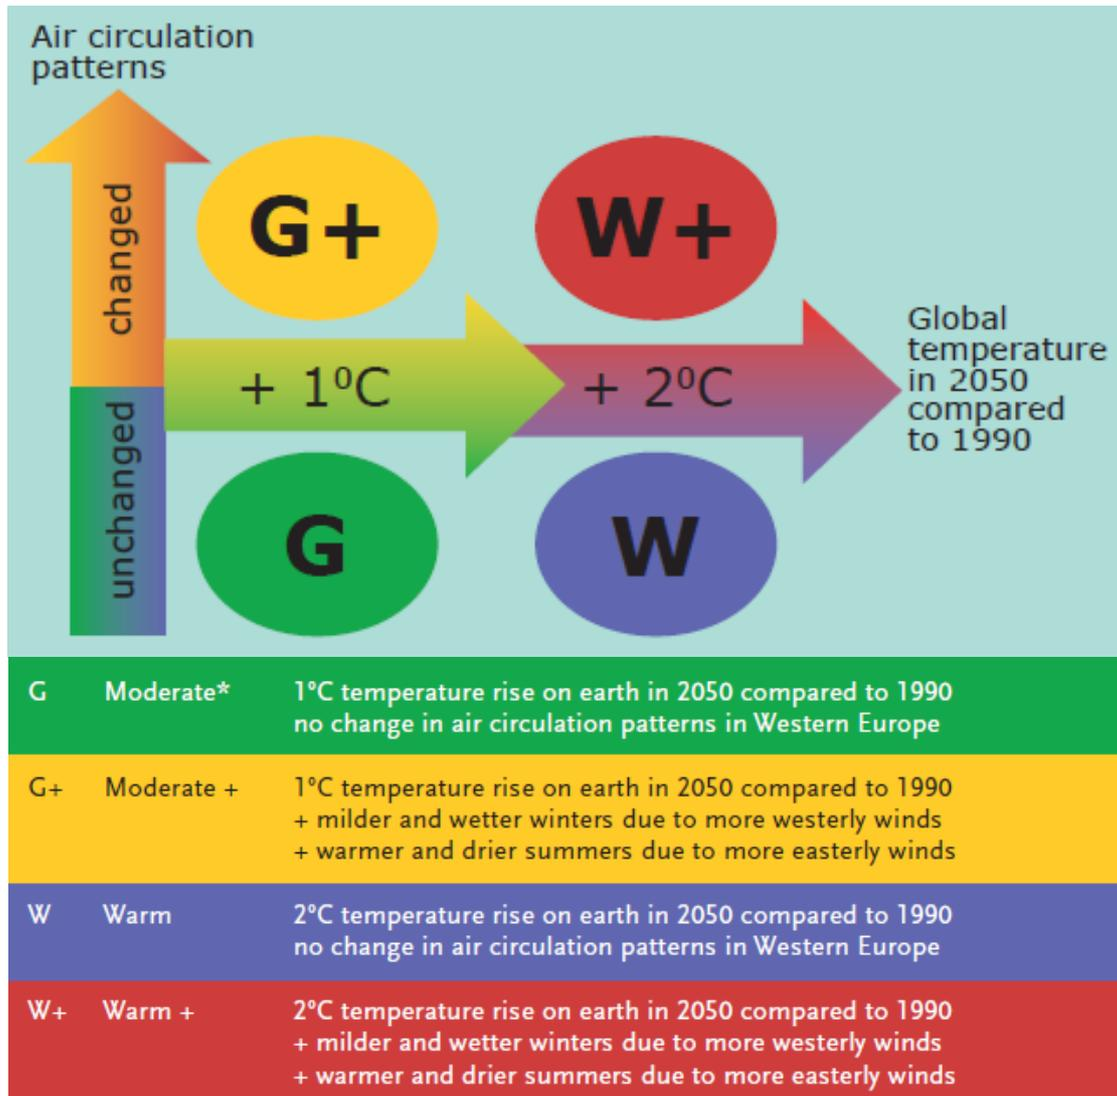 Air circulation
patterns
changed
unchanged
G+
W+
+ 1⁰C
+ 2⁰C
G
W
Global
temperature
in 2050
compared
to 1990
G Moderate* 1°C temperature rise on earth in 2050 compared to 1990
no change in air circulation patterns in Western Europe
G+ Moderate + 1°C temperature rise on earth in 2050 compared to 1990
+ milder and wetter winters due to more westerly winds
+ warmer and drier summers due to more easterly winds
W Warm 2°C temperature rise on earth in 2050 compared to 1990
no change in air circulation patterns in Western Europe
W+ Warm + 2°C temperature rise on earth in 2050 compared to 1990
+ milder and wetter winters due to more westerly winds
+ warmer and drier summers due to more easterly winds